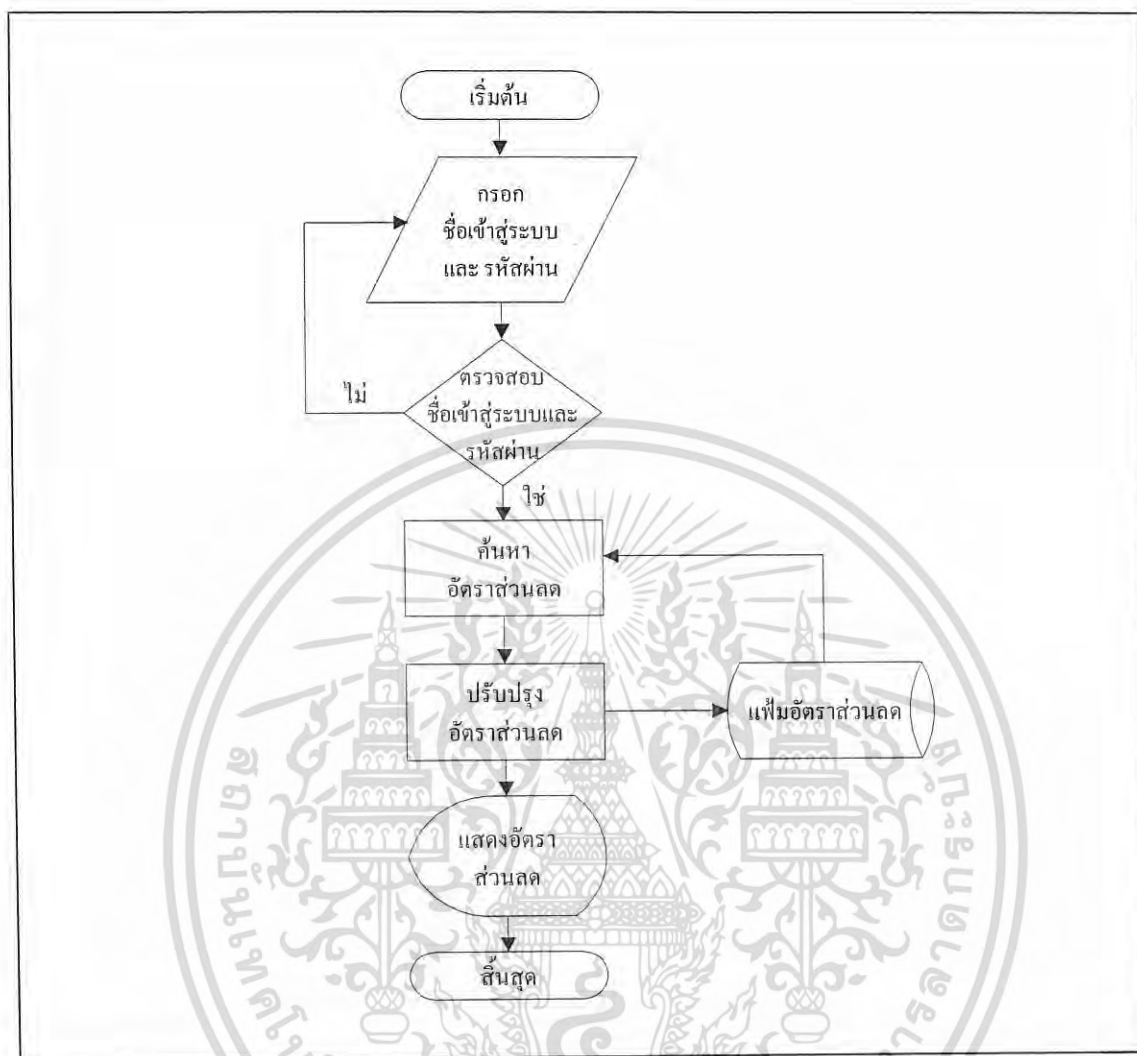 เริ่มต้น
กรอก
ชื่อเข้าสู่ระบบ
และ รหัสผ่าน
ตรวจสอบ
ชื่อเข้าสู่ระบบและ
รหัสผ่าน
ไม่
ใช่
ค้นหา
อัตราส่วนลด
ปรับปรุง
อัตราส่วนลด
แฟ้มอัตราส่วนลด
แสดงอัตรา
ส่วนลด
สิ้นสุด